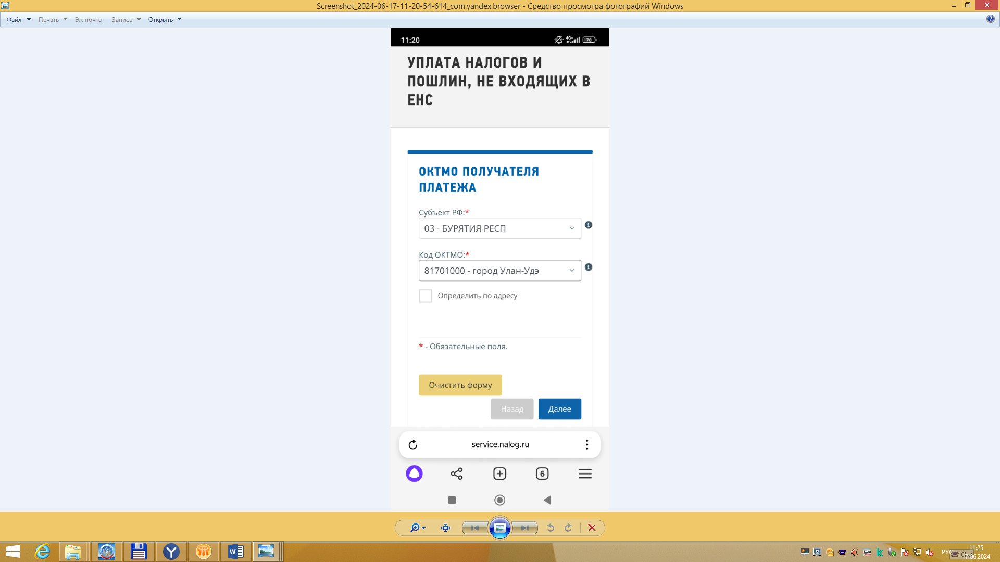 Screenshot_2024-06-17-11-20-54-614_com.yandex.browser - Средство просмотра фотографий Windows
Файл Печать Эл. почта Запись Открыть
11:20
4G+
78
УПЛАТА НАЛОГОВ И
ПОШЛИН, НЕ ВХОДЯЩИХ В
ЕНС
ОКТМО ПОЛУЧАТЕЛЯ
ПЛАТЕЖА
Субъект РФ:*
03 - БУРЯТИЯ РЕСП
Код ОКТМО:*
81701000 - город Улан-Удэ
Определить по адресу
* - Обязательные поля.
Очистить форму
Назад Далее
service.nalog.ru
6
РУС
11:25
17.06.2024